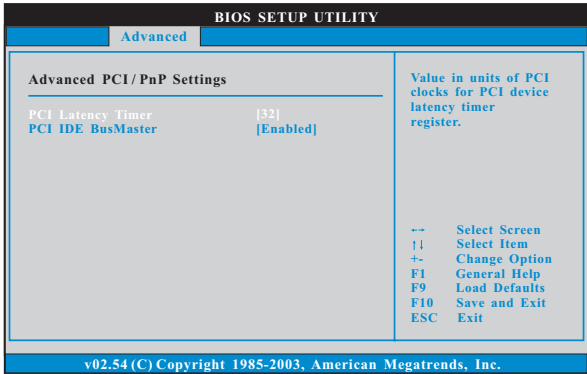 BIOS SETUP UTILITY
Advanced
Advanced PCI / PnP Settings
PCI Latency Timer [32]
PCI IDE BusMaster [Enabled]
Value in units of PCI
clocks for PCI device
latency timer
register.
←→ Select Screen
↑↓ Select Item
+- Change Option
F1 General Help
F9 Load Defaults
F10 Save and Exit
ESC Exit
v02.54 (C) Copyright 1985-2003, American Megatrends, Inc.